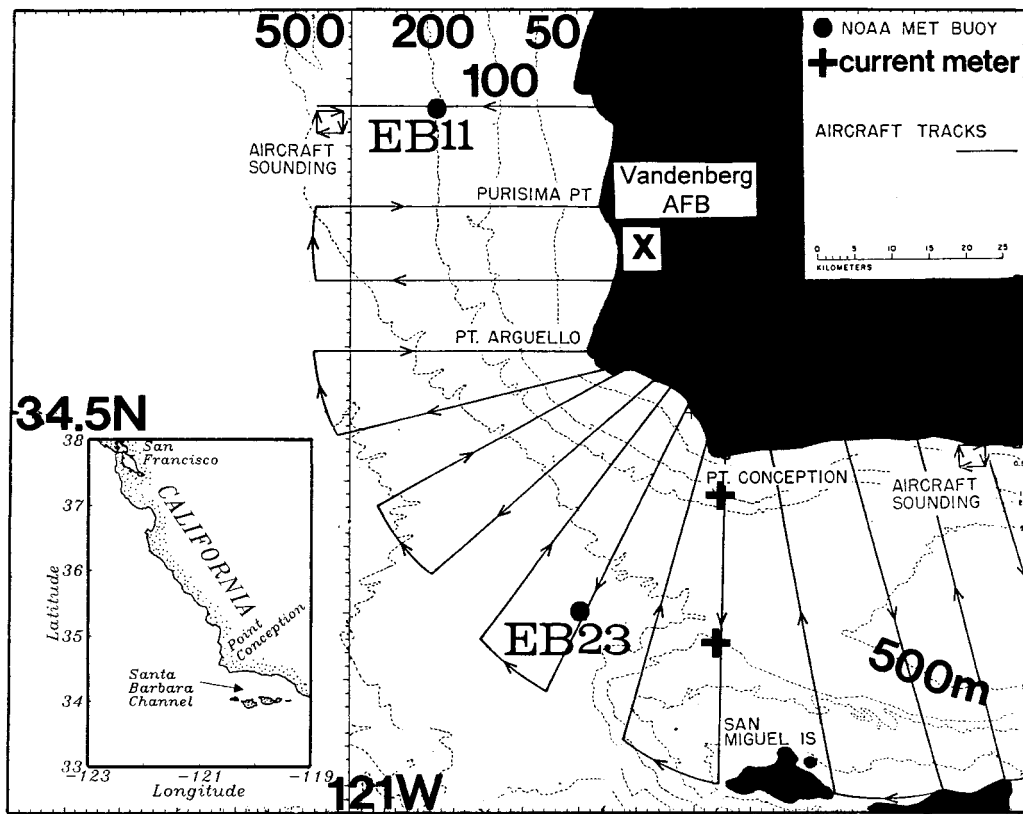 500 200 50
100
NOAA MET BUOY
current meter
EB11
AIRCRAFT
SOUNDING
AIRCRAFT TRACKS
PURISIMA PT
Vandenberg
AFB
X
0 5 10 15 20 25
KILOMETERS
PT. ARGUELLO
34.5N
PT. CONCEPTION
AIRCRAFT
SOUNDING
EB23
500m
SAN
MIGUEL IS
121W
38
37
36
35
34
33
Latitude
San
Francisco
CALIFORNIA
Point
Conception
Santa
Barbara
Channel
-123 -121 -119
Longitude